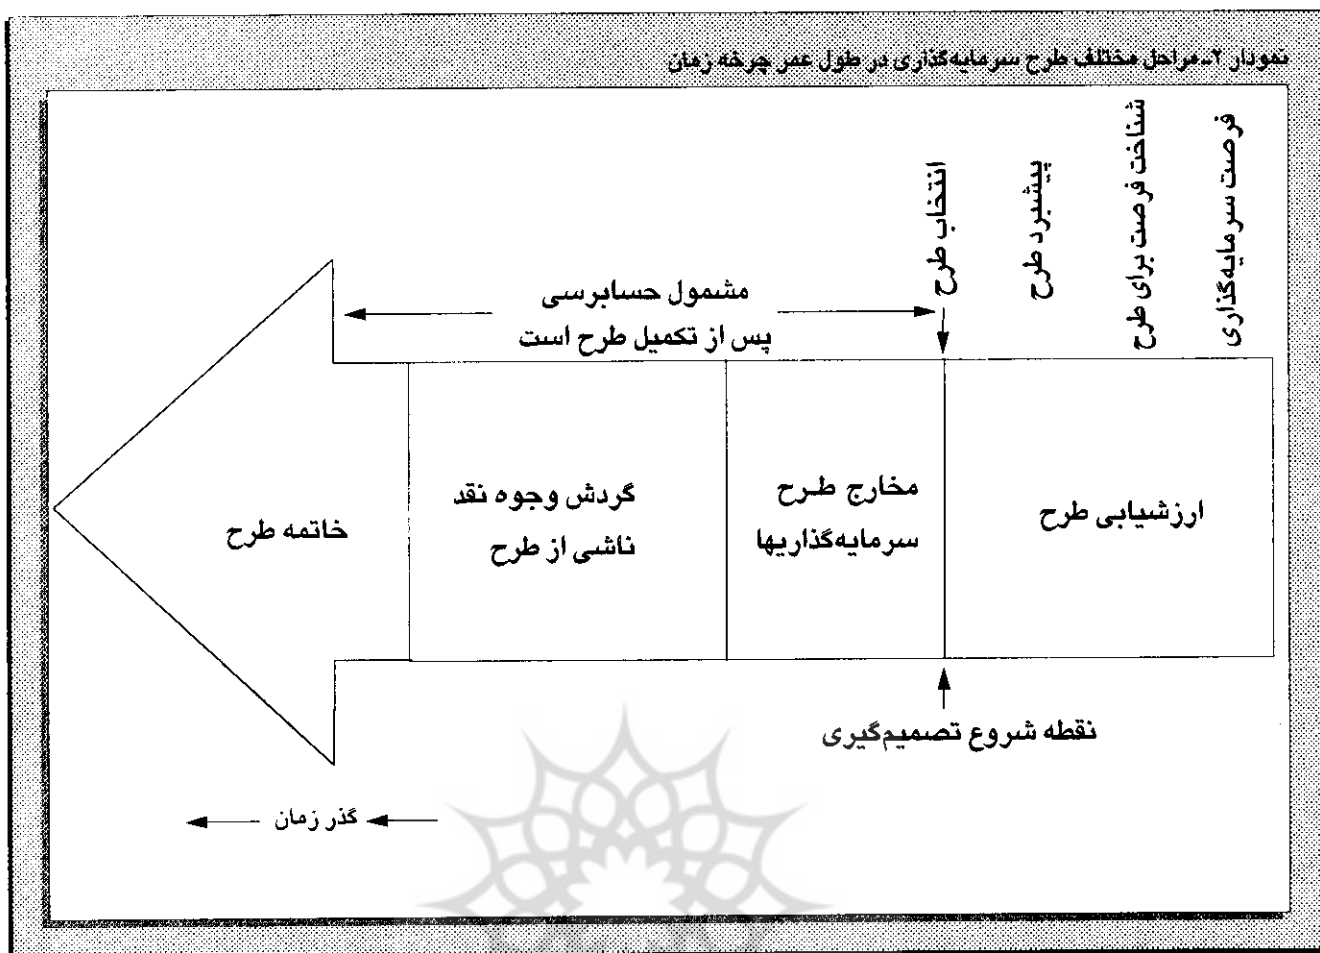 نمودار ۲ـ مراحل مختلف طرح سرمایه‌گذاری در طول عمر چرخه زمان
فرصت سرمایه‌گذاری
شناخت فرصت برای طرح
پیشبرد طرح
انتخاب طرح
مشمول حسابرسی
پس از تکمیل طرح است
ارزشیابی طرح
مخارج طرح
سرمایه‌گذاریها
گردش وجوه نقد
ناشی از طرح
خاتمه طرح
نقطه شروع تصمیم‌گیری
گذر زمان